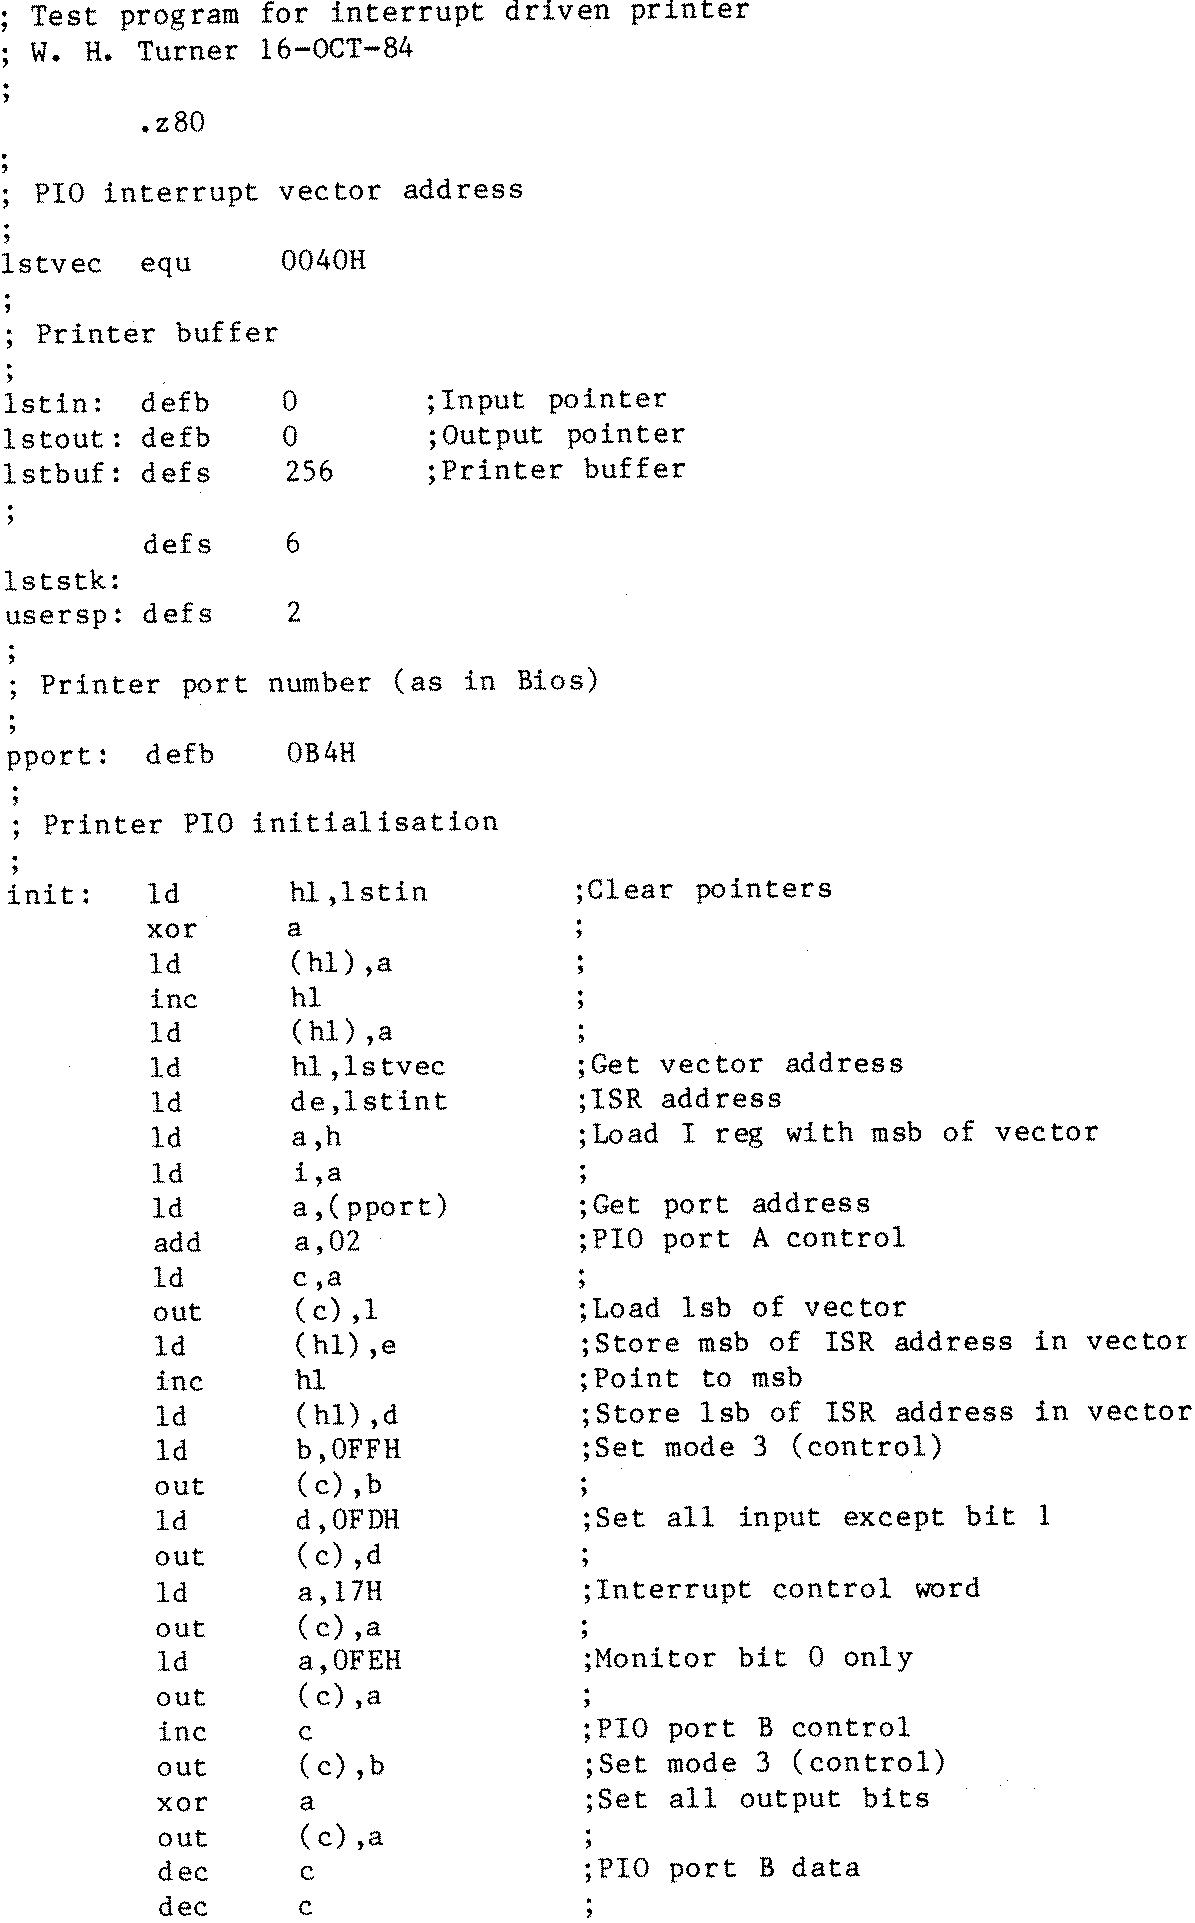 ; Test program for interrupt driven printer
; W. H. Turner 16-OCT-84
;
        .z80
;
; PIO interrupt vector address
;
lstvec  equ     0040H
;
; Printer buffer
;
lstin:  defb    0       ;Input pointer
lstout: defb    0       ;Output pointer
lstbuf: defs    256     ;Printer buffer
;
        defs    6
lststk:
usersp: defs    2
;
; Printer port number (as in Bios)
;
pport:  defb    0B4H
;
; Printer PIO initialisation
;
init:   ld      hl,lstin        ;Clear pointers
        xor     a               ;
        ld      (hl),a          ;
        inc     hl              ;
        ld      (hl),a          ;
        ld      hl,lstvec       ;Get vector address
        ld      de,lstint       ;ISR address
        ld      a,h             ;Load I reg with msb of vector
        ld      i,a             ;
        ld      a,(pport)       ;Get port address
        add     a,02            ;PIO port A control
        ld      c,a             ;
        out     (c),l           ;Load lsb of vector
        ld      (hl),e          ;Store msb of ISR address in vector
        inc     hl              ;Point to msb
        ld      (hl),d          ;Store lsb of ISR address in vector
        ld      b,0FFH          ;Set mode 3 (control)
        out     (c),b           ;
        ld      d,0FDH          ;Set all input except bit 1
        out     (c),d           ;
        ld      a,17H           ;Interrupt control word
        out     (c),a           ;
        ld      a,0FEH          ;Monitor bit 0 only
        out     (c),a           ;
        inc     c               ;PIO port B control
        out     (c),b           ;Set mode 3 (control)
        xor     a               ;Set all output bits
        out     (c),a           ;
        dec     c               ;PIO port B data
        dec     c               ;